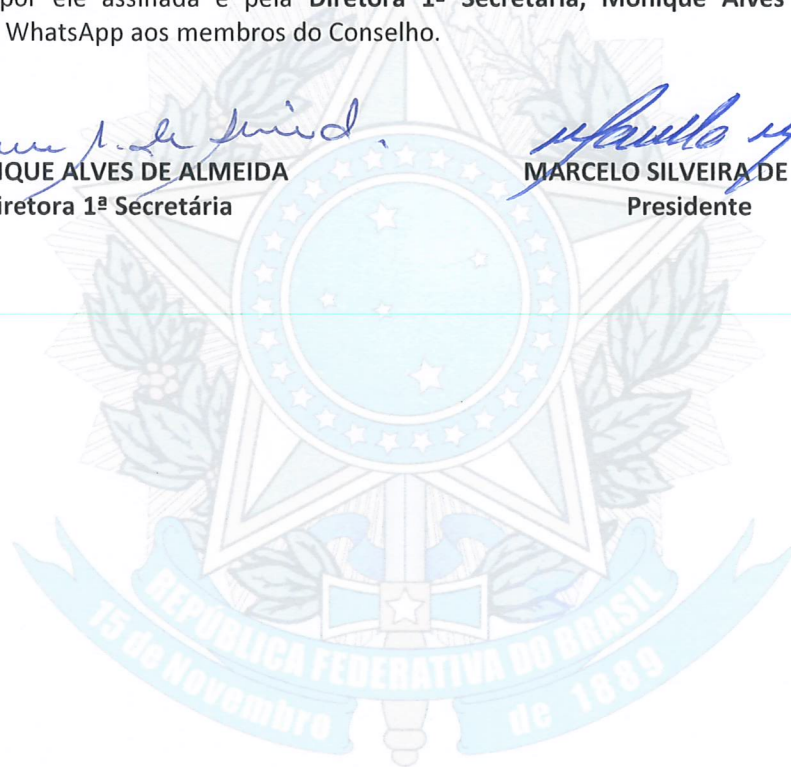 por ele assinada e pela Diretora 1ª Secretária, Monique Alves
WhatsApp aos membros do Conselho.
IQUE ALVES DE ALMEIDA
MARCELO SILVEIRA DE
iretora 1ª Secretária
Presidente
REPÚBLICA FEDERATIVA DO BRASIL
15 de Novembro
de 1889